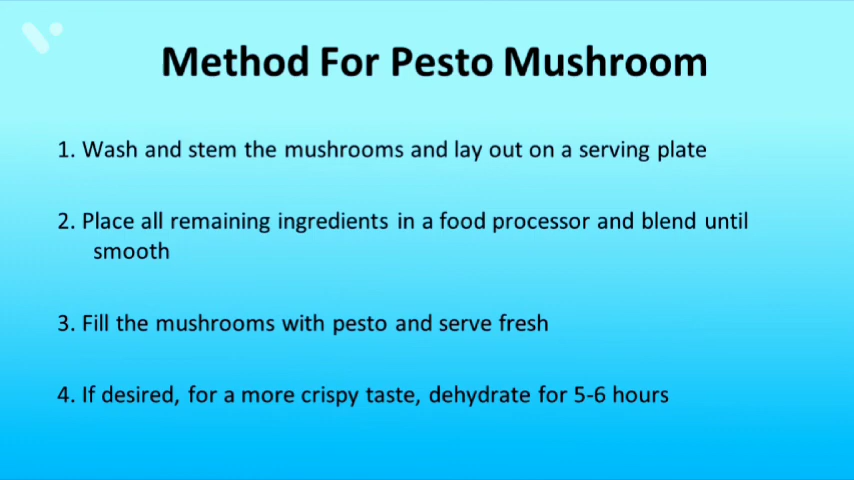 Method For Pesto Mushroom
1. Wash and stem the mushrooms and lay out on a serving plate
2. Place all remaining ingredients in a food processor and blend until
smooth
3. Fill the mushrooms with pesto and serve fresh
4. If desired, for a more crispy taste, dehydrate for 5-6 hours